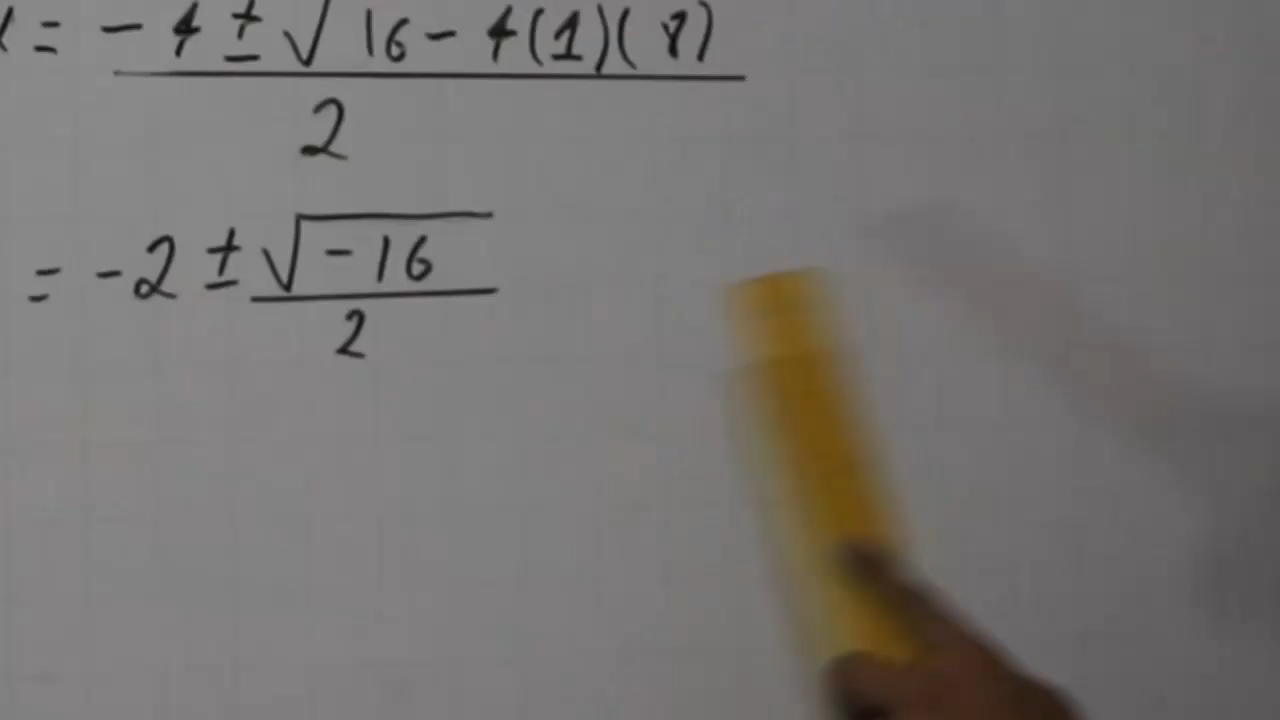 x = -4 ± √16 - 4(1)(8)
2
= -2 ± √-16
2